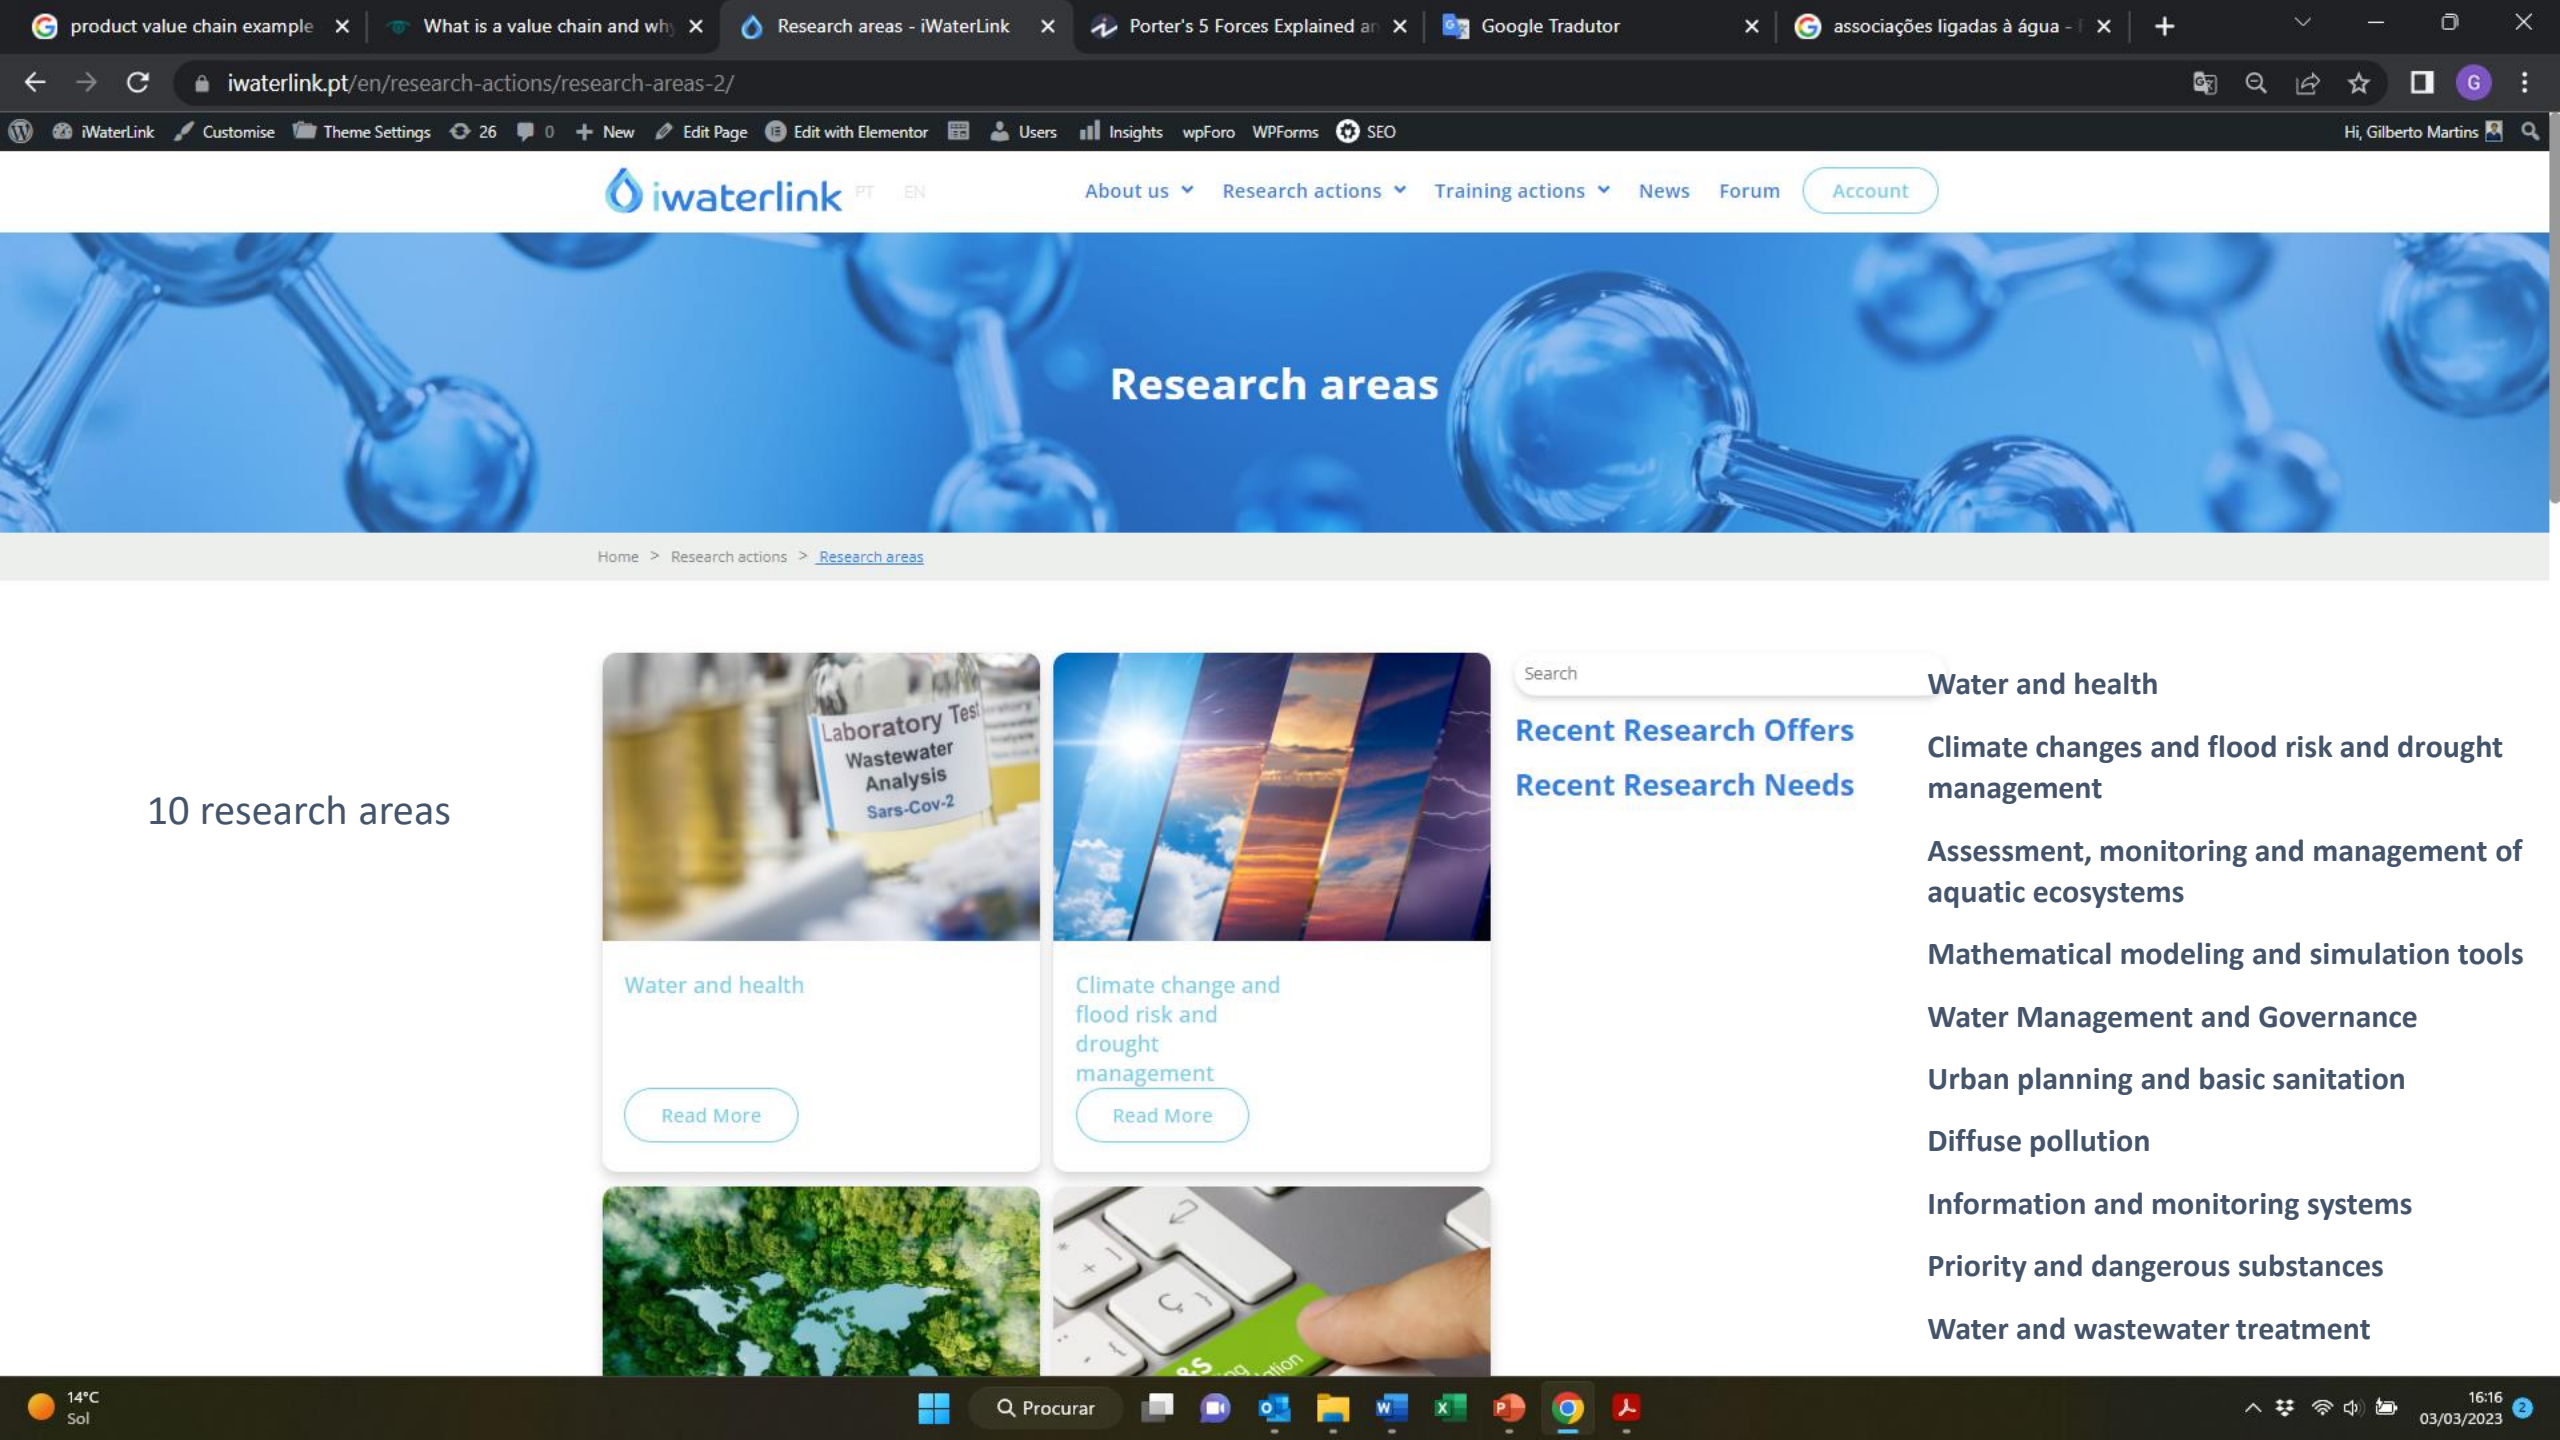 product value chain example
What is a value chain and why
Research areas - iWaterLink
Porter's 5 Forces Explained an
Google Tradutor
associações ligadas à água -
iwaterlink.pt/en/research-actions/research-areas-2/
G
iWaterLink Customise Theme Settings 26 0 New Edit Page Edit with Elementor Users Insights wpForo WPForms SEO Hi, Gilberto Martins
iwaterlink PT EN About us Research actions Training actions News Forum Account
Research areas
Home > Research actions > Research areas
10 research areas
Laboratory Test
Wastewater
Analysis
Sars-Cov-2
Water and health
Read More
Climate change and
flood risk and
drought
management
Read More
Search
Recent Research Offers
Recent Research Needs
Water and health
Climate changes and flood risk and drought
management
Assessment, monitoring and management of
aquatic ecosystems
Mathematical modeling and simulation tools
Water Management and Governance
Urban planning and basic sanitation
Diffuse pollution
Information and monitoring systems
Priority and dangerous substances
Water and wastewater treatment
14°C
Sol
Procurar
16:16
03/03/2023
2